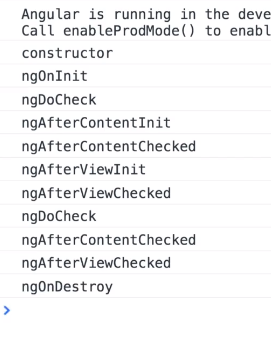 Angular is running in the deve
Call enableProdMode() to enabl
constructor
ngOnInit
ngDoCheck
ngAfterContentInit
ngAfterContentChecked
ngAfterViewInit
ngAfterViewChecked
ngDoCheck
ngAfterContentChecked
ngAfterViewChecked
ngOnDestroy